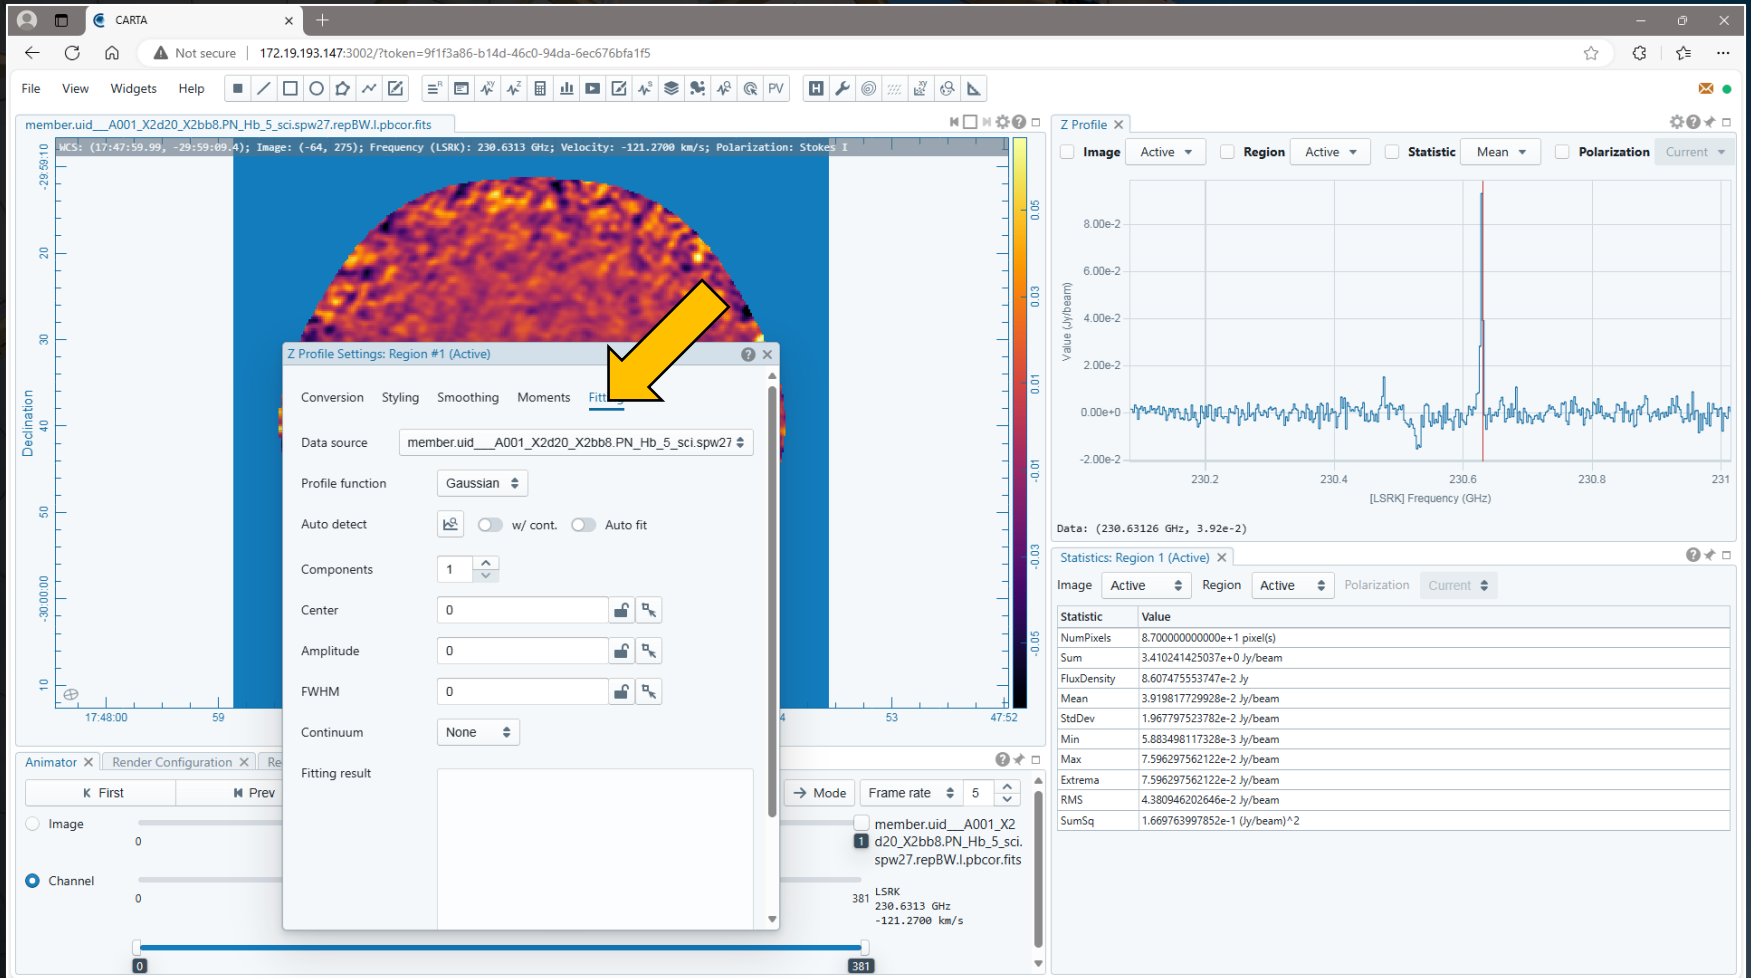 CARTA
Not secure 172.19.193.147:3002/?token=9f1f3a86-b14d-46c0-94da-6ec676bfa1f5
File View Widgets Help
PV
member.uid___A001_X2d20_X2bb8.PN_Hb_5_sci.spw27.repBW.I.pbcor.fits
WCS: (17:47:59.99, -29:59:09.4); Image: (-64, 275); Frequency (LSRK): 230.6313 GHz; Velocity: -121.2700 km/s; Polarization: Stokes I
-29:59:10
20
30
40
50
-30:00:00
10
Declination
17:48:00 59 53 47:52
0.05
0.03
0.01
-0.01
-0.03
-0.05
Z Profile Settings: Region #1 (Active)
Conversion Styling Smoothing Moments
Data source member.uid___A001_X2d20_X2bb8.PN_Hb_5_sci.spw27
Profile function Gaussian
Auto detect w/ cont. Auto fit
Components 1
Center 0
Amplitude 0
FWHM 0
Continuum None
Fitting result
Animator Render Configuration Re
First Prev Mode Frame rate 5
Image
0
1
member.uid___A001_X2
d20_X2bb8.PN_Hb_5_sci.
spw27.repBW.I.pbcor.fits
Channel
0
381
LSRK
230.6313 GHz
-121.2700 km/s
0 381
Z Profile
Image Active Region Active Statistic Mean Polarization Current
8.00e-2
6.00e-2
4.00e-2
2.00e-2
0.00e+0
-2.00e-2
Value (Jy/beam)
230.2 230.4 230.6 230.8 231
[LSRK] Frequency (GHz)
Data: (230.63126 GHz, 3.92e-2)
Statistics: Region 1 (Active)
Image Active Region Active Polarization Current
Statistic Value
NumPixels 8.700000000000e+1 pixel(s)
Sum 3.410241425037e+0 Jy/beam
FluxDensity 8.607475553747e-2 Jy
Mean 3.919817729928e-2 Jy/beam
StdDev 1.967797523782e-2 Jy/beam
Min 5.883498117328e-3 Jy/beam
Max 7.596297562122e-2 Jy/beam
Extrema 7.596297562122e-2 Jy/beam
RMS 4.380946202646e-2 Jy/beam
SumSq 1.669763997852e-1 (Jy/beam)^2